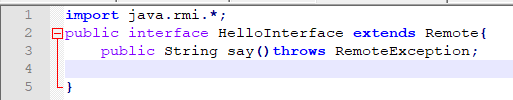 1 import java.rmi.*;
2 public interface HelloInterface extends Remote{
3 public String say()throws RemoteException;
4
5 }